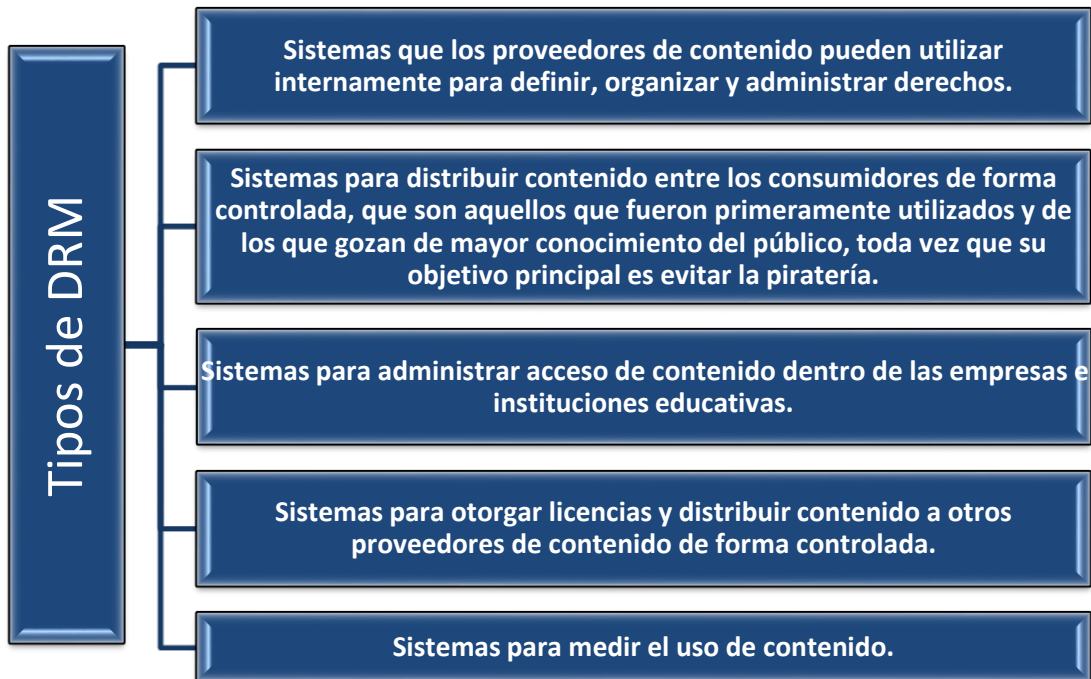 Tipos de DRM
Sistemas que los proveedores de contenido pueden utilizar
internamente para definir, organizar y administrar derechos.
Sistemas para distribuir contenido entre los consumidores de forma
controlada, que son aquellos que fueron primeramente utilizados y de
los que gozan de mayor conocimiento del público, toda vez que su
objetivo principal es evitar la piratería.
Sistemas para administrar acceso de contenido dentro de las empresas e
instituciones educativas.
Sistemas para otorgar licencias y distribuir contenido a otros
proveedores de contenido de forma controlada.
Sistemas para medir el uso de contenido.